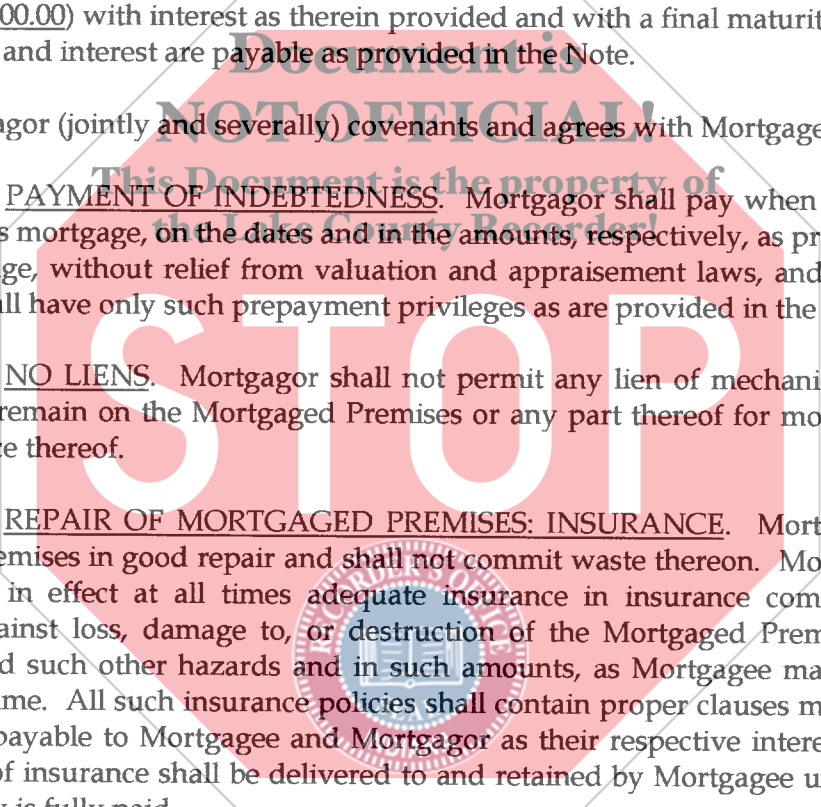 00.00) with interest as therein provided and with a final maturit
and interest are payable as provided in the Note.
Document is
NOT OFFICIAL!
This Document is the property of
the Lake County Recorder!
agor (jointly and severally) covenants and agrees with Mortgage
PAYMENT OF INDEBTEDNESS. Mortgagor shall pay when
s mortgage, on the dates and in the amounts, respectively, as pr
ge, without relief from valuation and appraisement laws, and
all have only such prepayment privileges as are provided in the
STOP
NO LIENS. Mortgagor shall not permit any lien of mechani
remain on the Mortgaged Premises or any part thereof for mo
ce thereof.
REPAIR OF MORTGAGED PREMISES: INSURANCE. Mort
emises in good repair and shall not commit waste thereon. Mo
in effect at all times adequate insurance in insurance com
ainst loss, damage to, or destruction of the Mortgaged Prem
d such other hazards and in such amounts, as Mortgagee ma
me. All such insurance policies shall contain proper clauses m
payable to Mortgagee and Mortgagor as their respective intere
of insurance shall be delivered to and retained by Mortgagee u
y is fully paid
RECORDER'S OFFICE
SEAL